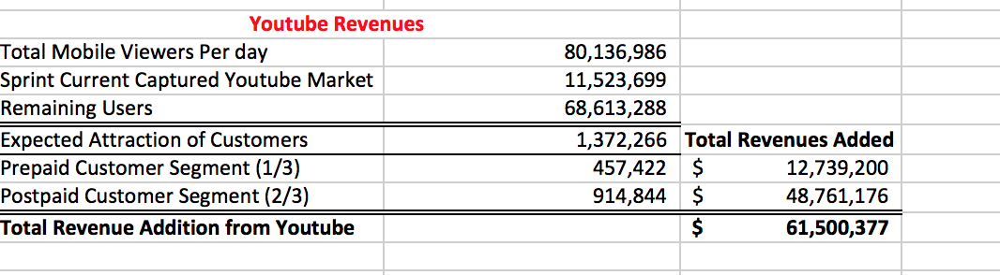 Youtube Revenues
Total Mobile Viewers Per day 80,136,986
Sprint Current Captured Youtube Market 11,523,699
Remaining Users 68,613,288
Expected Attraction of Customers 1,372,266 Total Revenues Added
Prepaid Customer Segment (1/3) 457,422 $ 12,739,200
Postpaid Customer Segment (2/3) 914,844 $ 48,761,176
Total Revenue Addition from Youtube $ 61,500,377